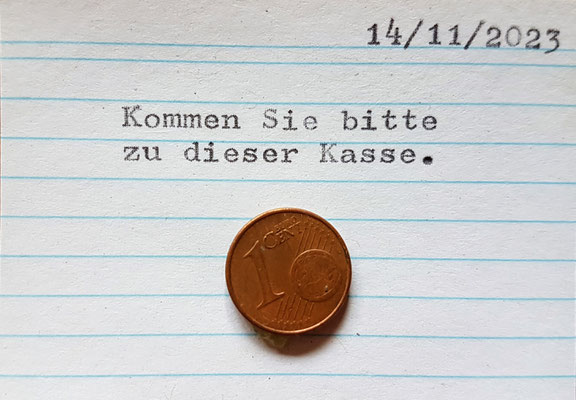 14/11/2023
Kommen Sie bitte
zu dieser Kasse.
1
CENT